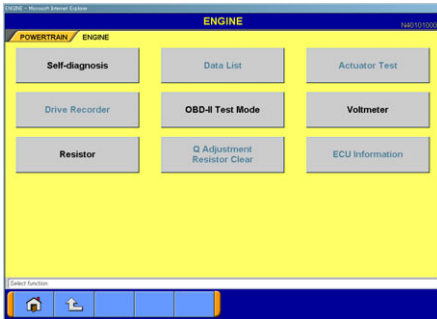 ENGINE - Microsoft Internet Explorer
ENGINE
N40101000
POWERTRAIN ENGINE
Self-diagnosis Data List Actuator Test
Drive Recorder OBD-II Test Mode Voltmeter
Resistor Q Adjustment Resistor Clear ECU Information
Select function